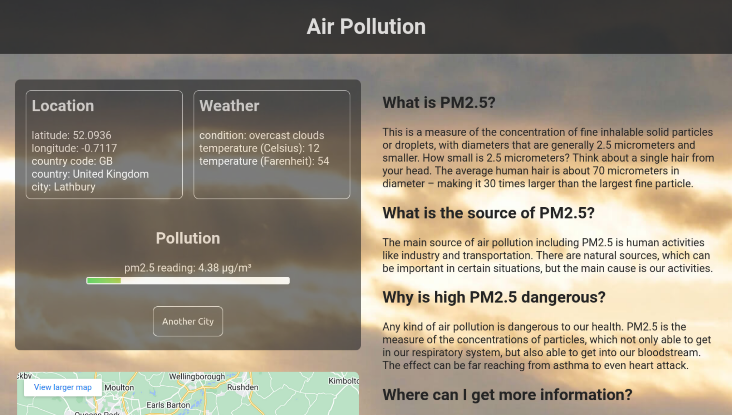 Air Pollution
Location
latitude: 52.0936
longitude: -0.7117
country code: GB
country: United Kingdom
city: Lathbury
Weather
condition: overcast clouds
temperature (Celsius): 12
temperature (Farenheit): 54
Pollution
pm2.5 reading: 4.38 µg/m³
Another City
View larger map
Wellingborough
Kimbolto
Moulton
Rushden
Earls Barton
What is PM2.5?
This is a measure of the concentration of fine inhalable solid particles
or droplets, with diameters that are generally 2.5 micrometers and
smaller. How small is 2.5 micrometers? Think about a single hair from
your head. The average human hair is about 70 micrometers in
diameter – making it 30 times larger than the largest fine particle.
What is the source of PM2.5?
The main source of air pollution including PM2.5 is human activities
like industry and transportation. There are natural sources, which can
be important in certain situations, but the main cause is our activities.
Why is high PM2.5 dangerous?
Any kind of air pollution is dangerous to our health. PM2.5 is the
measure of the concentrations of particles, which not only able to get
in our respiratory system, but also able to get into our bloodstream.
The effect can be far reaching from asthma to even heart attack.
Where can I get more information?